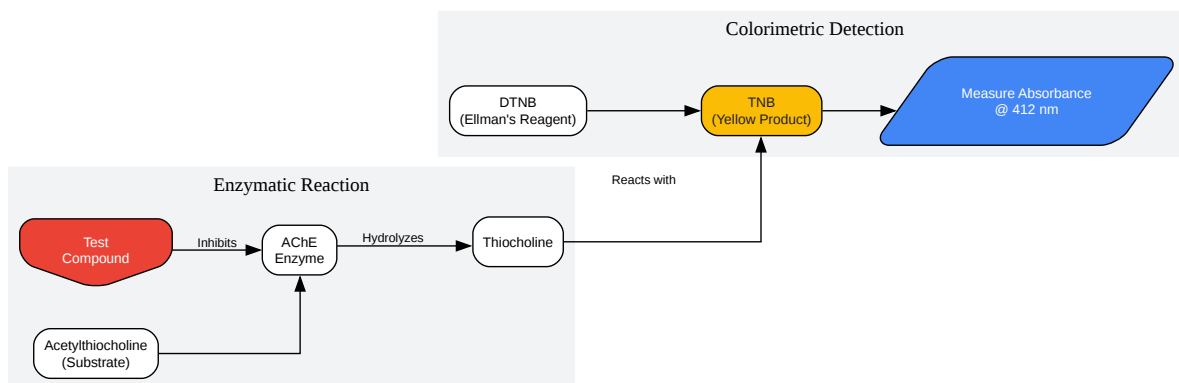 Colorimetric Detection
DTNB
(Ellman's Reagent)
TNB
(Yellow Product)
Measure Absorbance
@ 412 nm
Reacts with
Enzymatic Reaction
Test
Compound
Inhibits
AChE
Enzyme
Hydrolyzes
Thiocholine
Acetylthiocholine
(Substrate)